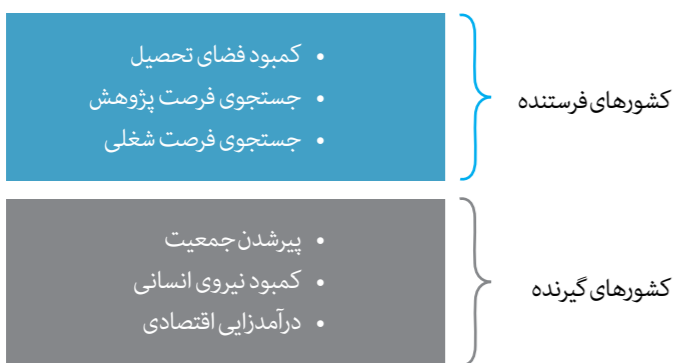 کشورهای فرستنده
• کمبود فضای تحصیل
• جستجوی فرصت پژوهش
• جستجوی فرصت شغلی
کشورهای گیرنده
• پیرشدن جمعیت
• کمبود نیروی انسانی
• درآمدزایی اقتصادی